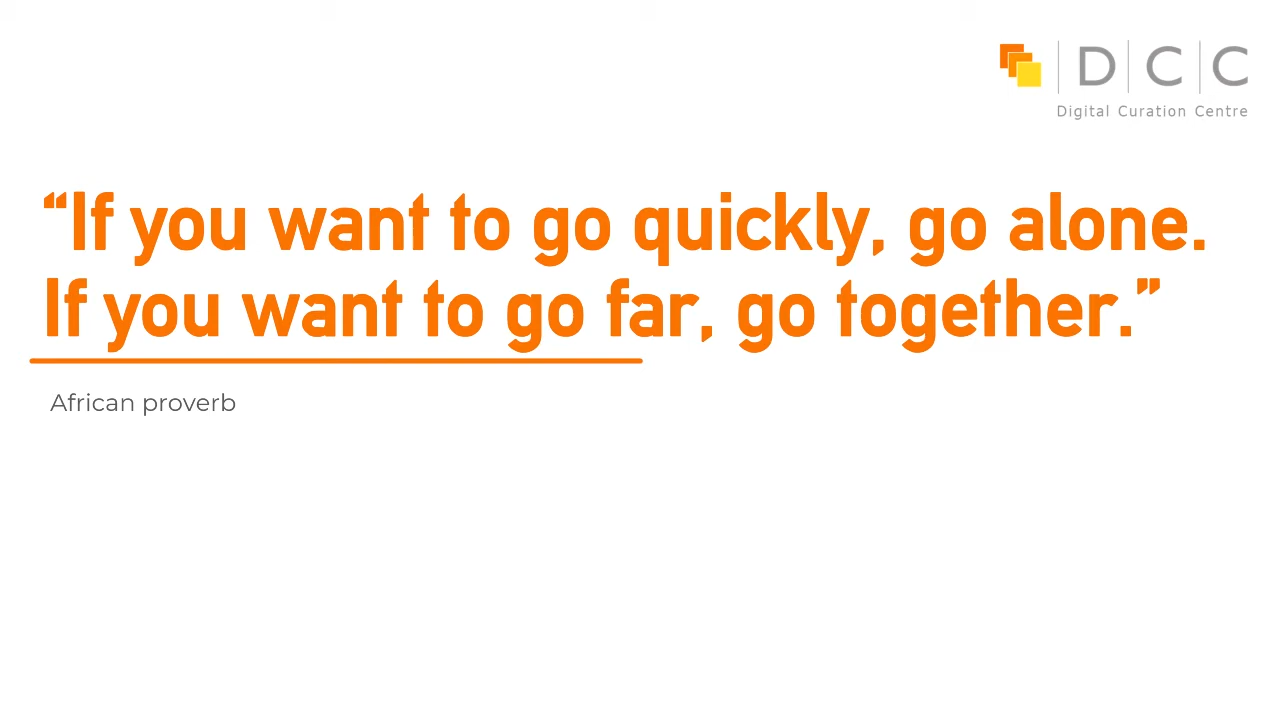 D C C
Digital Curation Centre
“If you want to go quickly, go alone.
If you want to go far, go together.”
African proverb